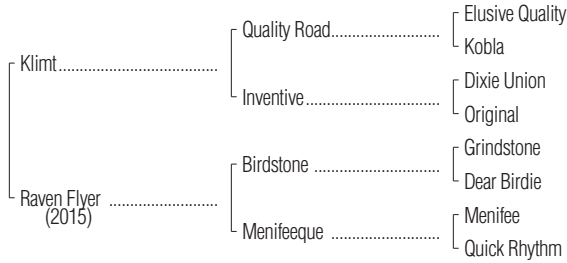 Elusive Quality
Quality Road..................................
Kobla
Klimt..................................................
Dixie Union
Inventive..........................................
Original
Grindstone
Birdstone ........................................
Dear Birdie
Raven Flyer ..................................
(2015)
Menifee
Menifeeque ..................................
Quick Rhythm